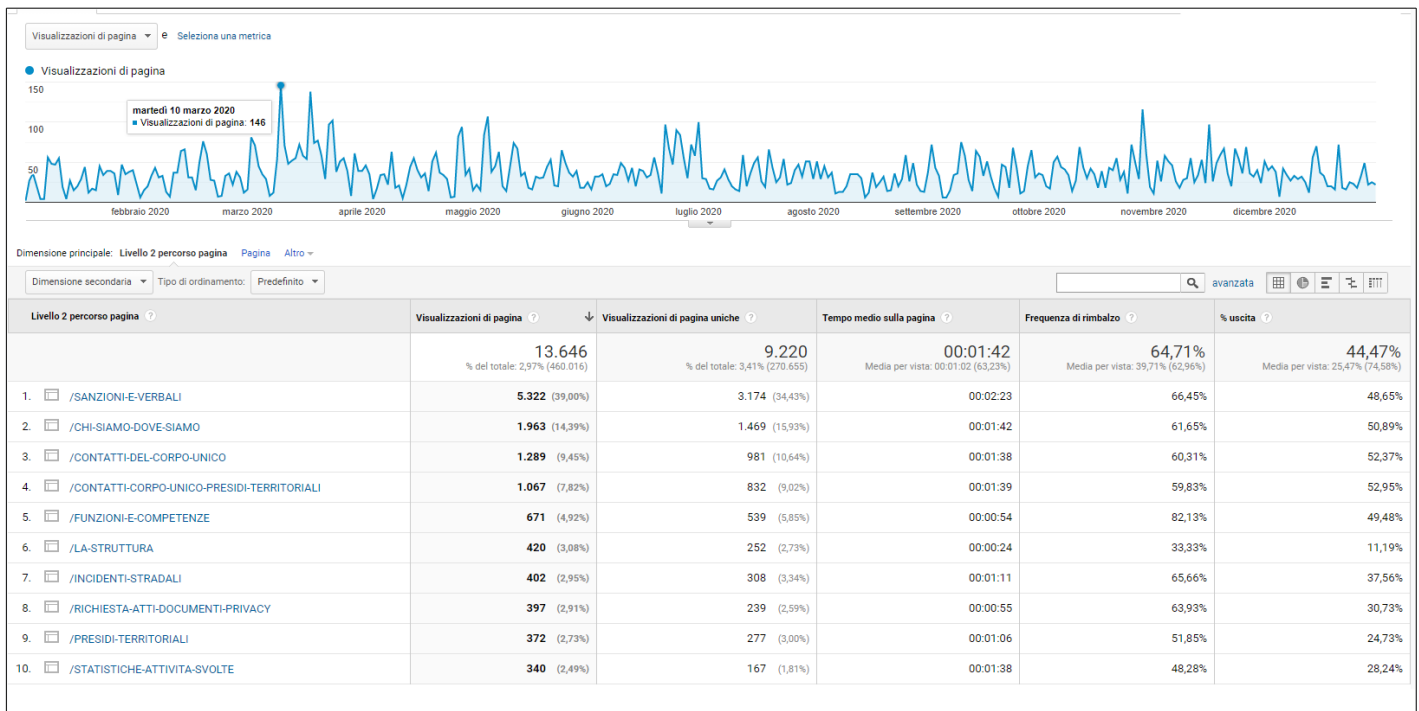 Visualizzazioni di pagina e Seleziona una metrica
Visualizzazioni di pagina
150
martedì 10 marzo 2020
Visualizzazioni di pagina: 146
100
50
febbraio 2020 marzo 2020 aprile 2020 maggio 2020 giugno 2020 luglio 2020 agosto 2020 settembre 2020 ottobre 2020 novembre 2020 dicembre 2020
Dimensione principale: Livello 2 percorso pagina Pagina Altro
Dimensione secondaria Tipo di ordinamento: Predefinito avanzata
Livello 2 percorso pagina ? Visualizzazioni di pagina ? Visualizzazioni di pagina uniche ? Tempo medio sulla pagina ? Frequenza di rimbalzo ? % uscita ?
13.646 9.220 00:01:42 64,71% 44,47%
% del totale: 2,97% (460.016) % del totale: 3,41% (270.655) Media per vista: 00:01:02 (63,23%) Media per vista: 39,71% (62,96%) Media per vista: 25,47% (74,58%)
1. /SANZIONI-E-VERBALI 5.322 (39,00%) 3.174 (34,43%) 00:02:23 66,45% 48,65%
2. /CHI-SIAMO-DOVE-SIAMO 1.963 (14,39%) 1.469 (15,93%) 00:01:42 61,65% 50,89%
3. /CONTATTI-DEL-CORPO-UNICO 1.289 (9,45%) 981 (10,64%) 00:01:38 60,31% 52,37%
4. /CONTATTI-CORPO-UNICO-PRESIDI-TERRITORIALI 1.067 (7,82%) 832 (9,02%) 00:01:39 59,83% 52,95%
5. /FUNZIONI-E-COMPETENZE 671 (4,92%) 539 (5,85%) 00:00:54 82,13% 49,48%
6. /LA-STRUTTURA 420 (3,08%) 252 (2,73%) 00:00:24 33,33% 11,19%
7. /INCIDENTI-STRADALI 402 (2,95%) 308 (3,34%) 00:01:11 65,66% 37,56%
8. /RICHIESTA-ATTI-DOCUMENTI-PRIVACY 397 (2,91%) 239 (2,59%) 00:00:55 63,93% 30,73%
9. /PRESIDI-TERRITORIALI 372 (2,73%) 277 (3,00%) 00:01:06 51,85% 24,73%
10. /STATISTICHE-ATTIVITA-SVOLTE 340 (2,49%) 167 (1,81%) 00:01:38 48,28% 28,24%